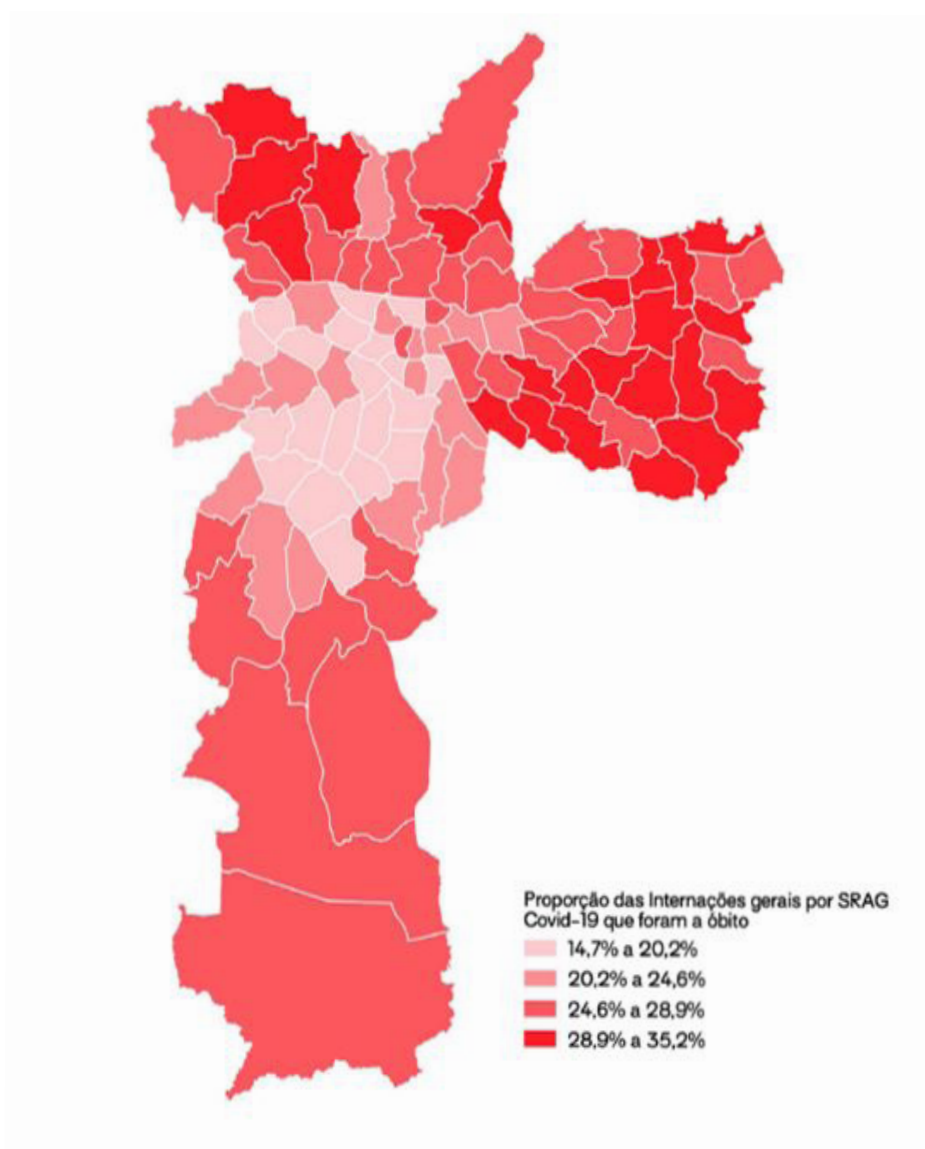 Proporção das Internações gerais por SRAG
Covid-19 que foram a óbito
14,7% a 20,2%
20,2% a 24,6%
24,6% a 28,9%
28,9% a 35,2%